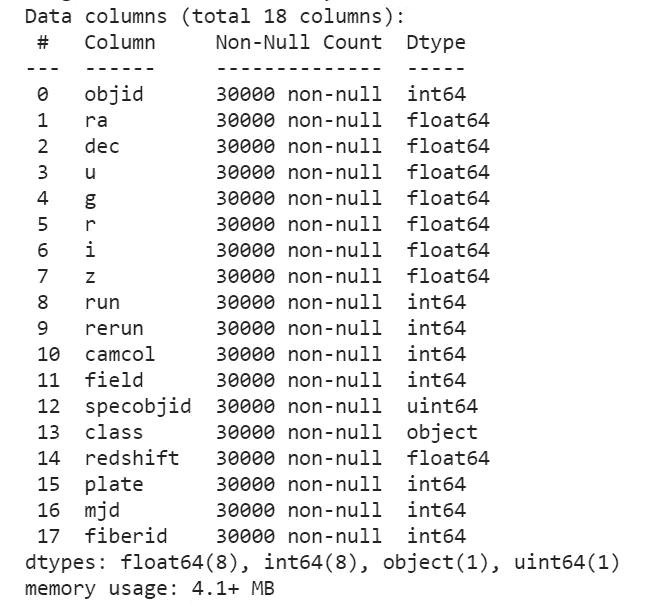 Data columns (total 18 columns):
 #   Column     Non-Null Count  Dtype
---  ------     --------------  -----
 0   objid      30000 non-null  int64
 1   ra         30000 non-null  float64
 2   dec        30000 non-null  float64
 3   u          30000 non-null  float64
 4   g          30000 non-null  float64
 5   r          30000 non-null  float64
 6   i          30000 non-null  float64
 7   z          30000 non-null  float64
 8   run        30000 non-null  int64
 9   rerun      30000 non-null  int64
 10  camcol     30000 non-null  int64
 11  field      30000 non-null  int64
 12  specobjid  30000 non-null  uint64
 13  class      30000 non-null  object
 14  redshift   30000 non-null  float64
 15  plate      30000 non-null  int64
 16  mjd        30000 non-null  int64
 17  fiberid    30000 non-null  int64
dtypes: float64(8), int64(8), object(1), uint64(1)
memory usage: 4.1+ MB